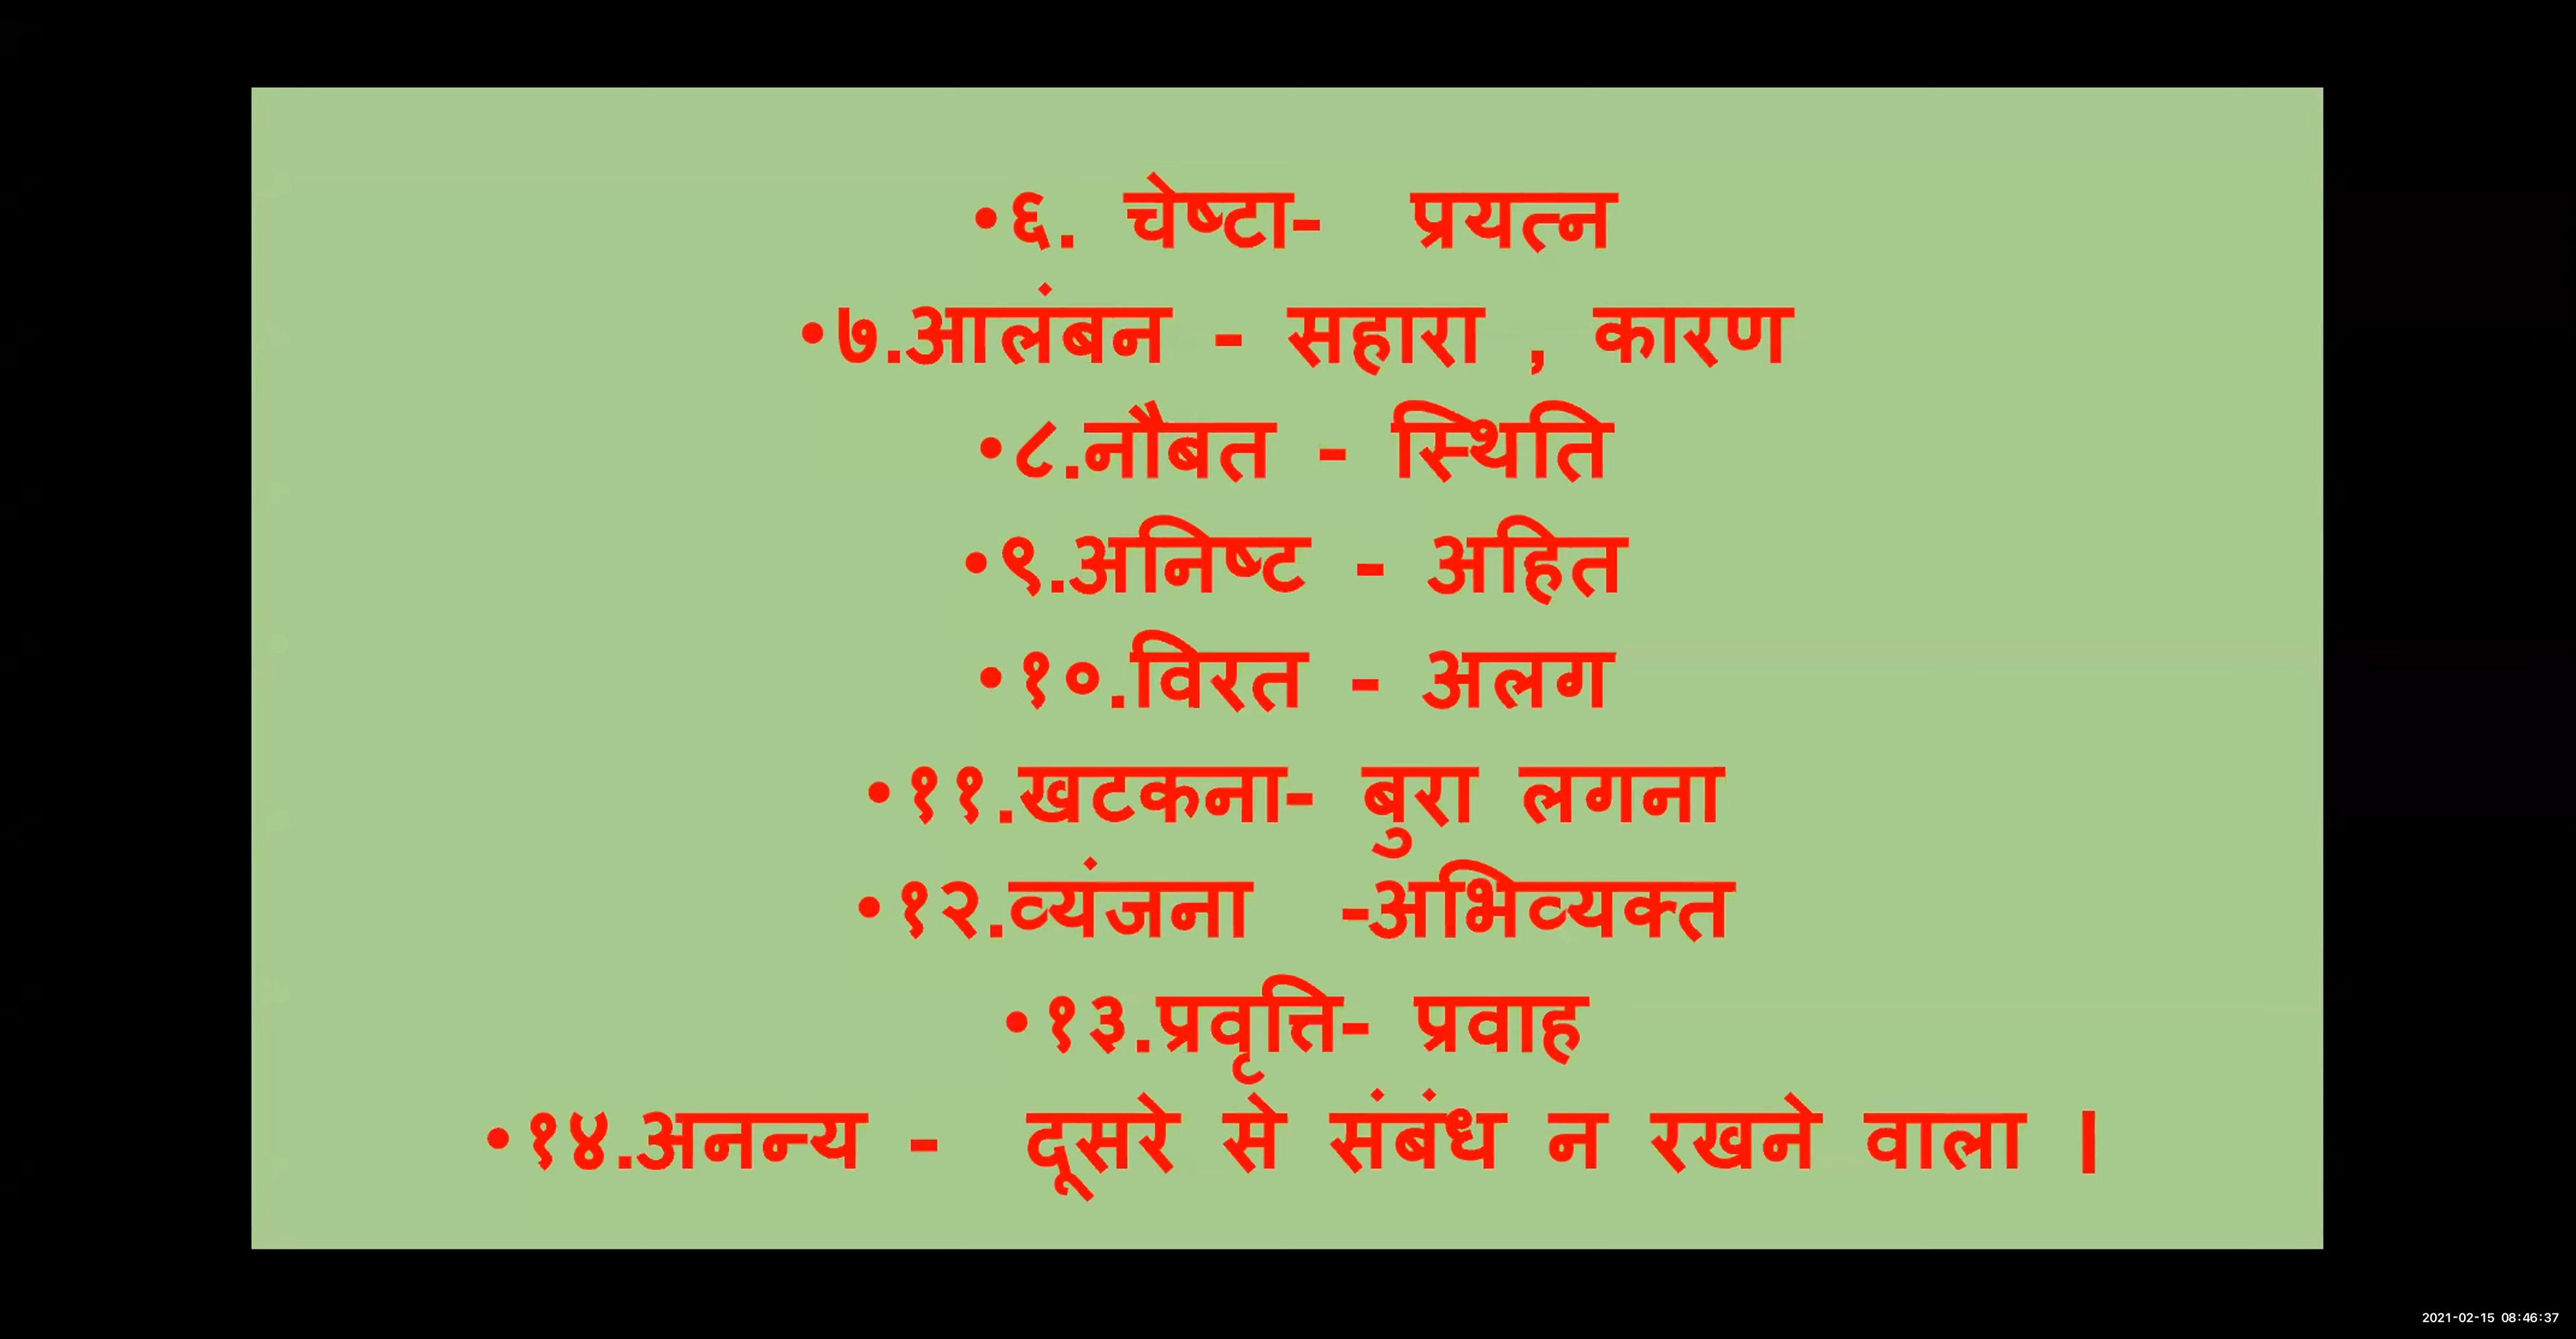 •६. चेष्टा- प्रयत्न
•७.आलंबन - सहारा , कारण
•८.नौबत - स्थिति
•९.अनिष्ट - अहित
•१०.विरत - अलग
•११.खटकना- बुरा लगना
•१२.व्यंजना -अभिव्यक्त
•१३.प्रवृत्ति- प्रवाह
•१४.अनन्य - दूसरे से संबंध न रखने वाला ।
2021-02-15 08:46:37